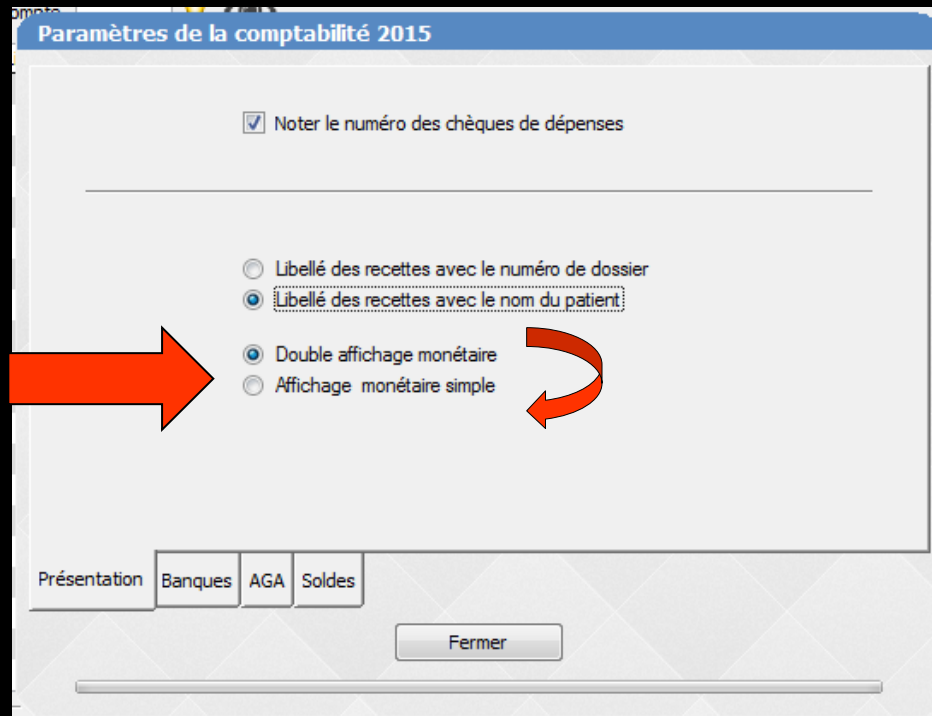 Paramètres de la comptabilité 2015
Noter le numéro des chèques de dépenses
Libellé des recettes avec le numéro de dossier
Libellé des recettes avec le nom du patient
Double affichage monétaire
Affichage monétaire simple
Présentation Banques AGA Soldes
Fermer